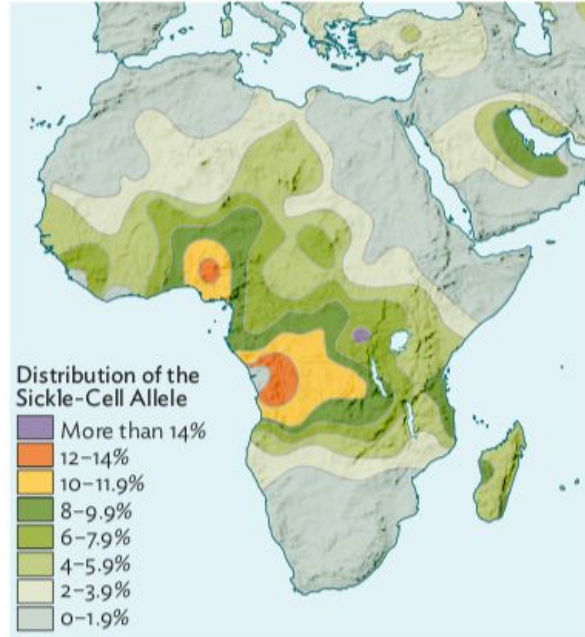 Distribution of the
Sickle-Cell Allele
More than 14%
12–14%
10–11.9%
8–9.9%
6–7.9%
4–5.9%
2–3.9%
0–1.9%